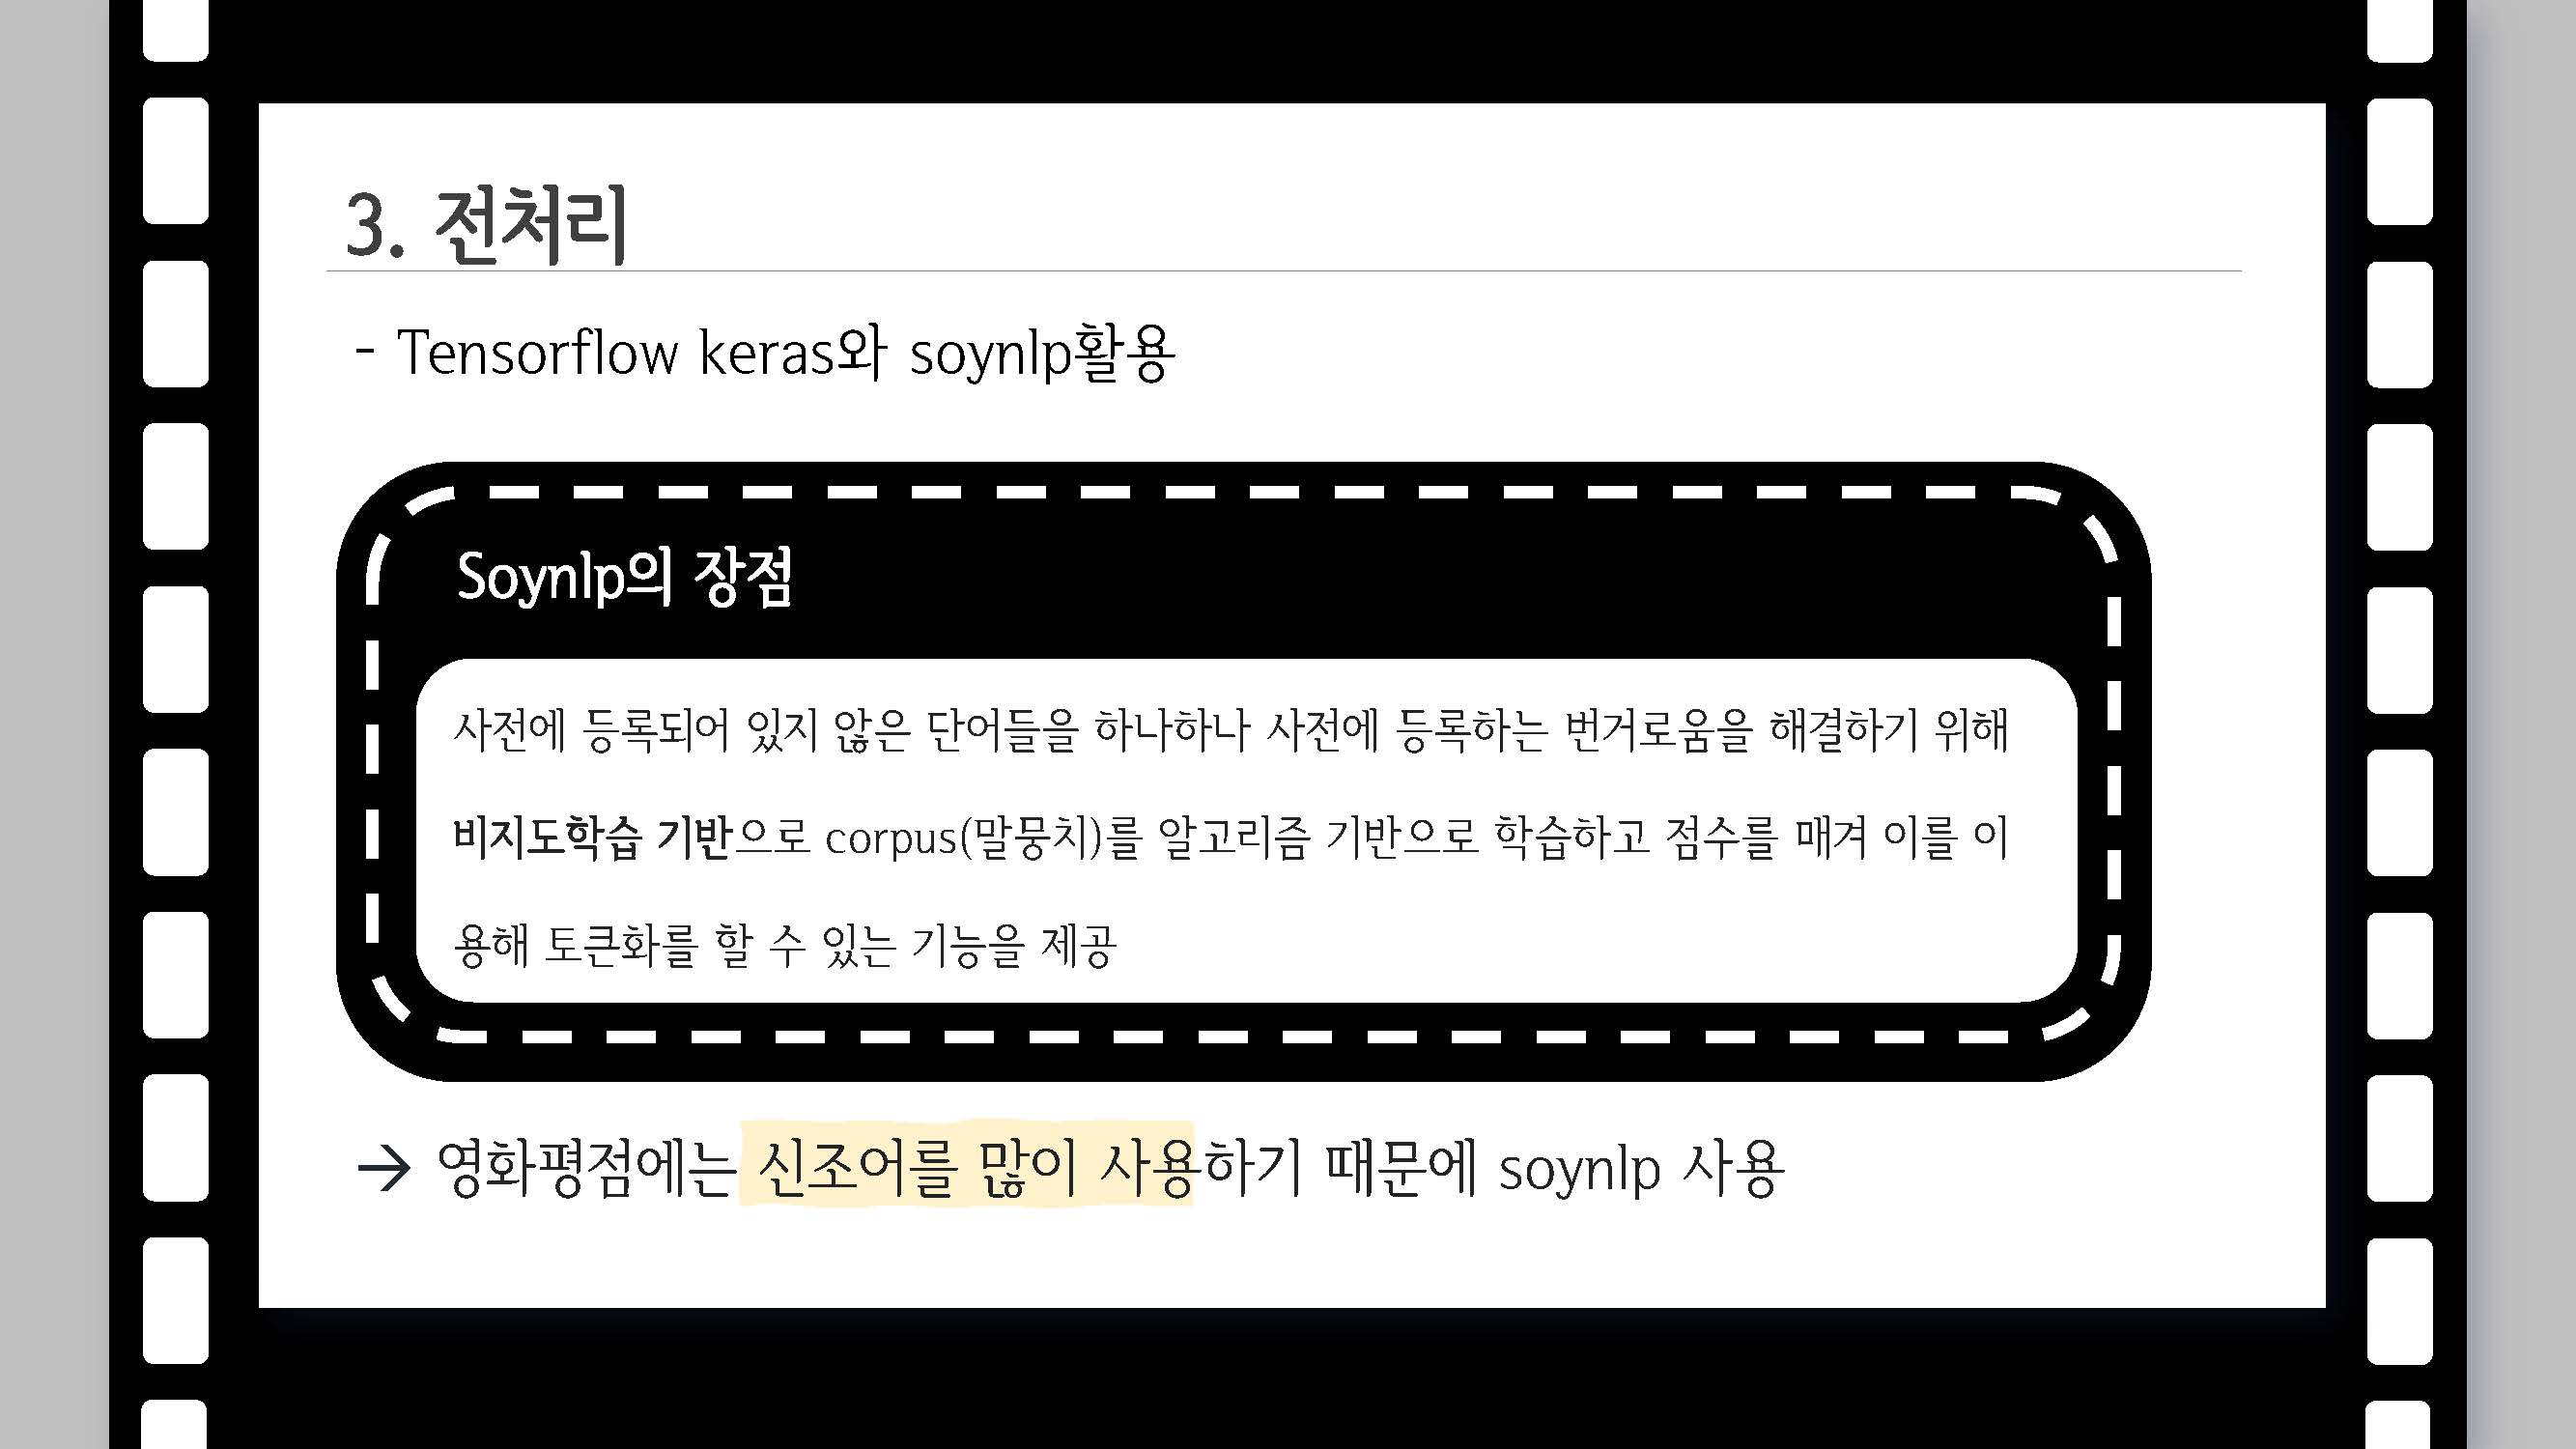 3. 전처리
- Tensorflow keras와 soynlp활용
Soynlp의 장점
사전에 등록되어 있지 않은 단어들을 하나하나 사전에 등록하는 번거로움을 해결하기 위해
비지도학습 기반으로 corpus(말뭉치)를 알고리즘 기반으로 학습하고 점수를 매겨 이를 이
용해 토큰화를 할 수 있는 기능을 제공
→ 영화평점에는 신조어를 많이 사용하기 때문에 soynlp 사용